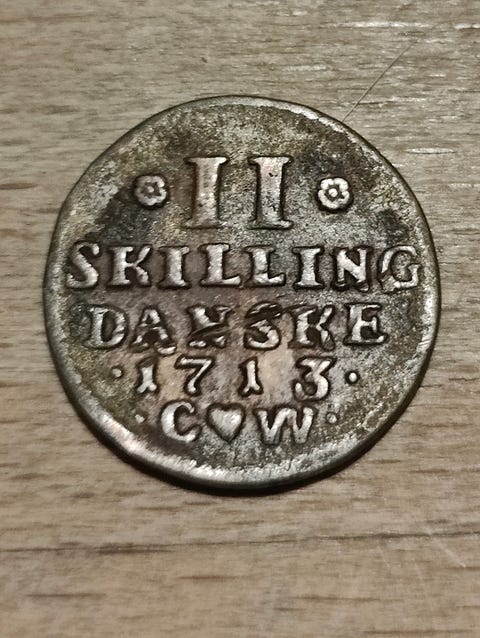 II
SKILLING
DANSKE
·1713·
·C♥W·